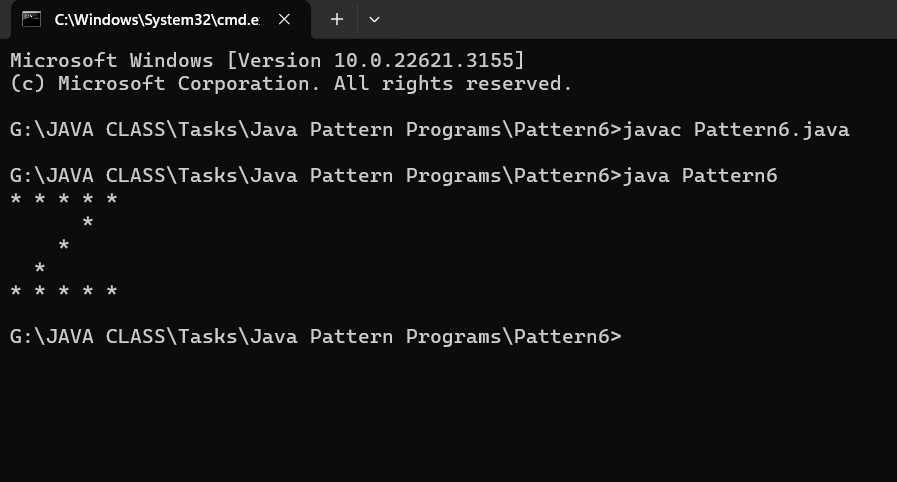 C:\Windows\System32\cmd.e
Microsoft Windows [Version 10.0.22621.3155]
(c) Microsoft Corporation. All rights reserved.
G:\JAVA CLASS\Tasks\Java Pattern Programs\Pattern6>javac Pattern6.java
G:\JAVA CLASS\Tasks\Java Pattern Programs\Pattern6>java Pattern6
* * * * *
      *
    *
  *
* * * * *
G:\JAVA CLASS\Tasks\Java Pattern Programs\Pattern6>